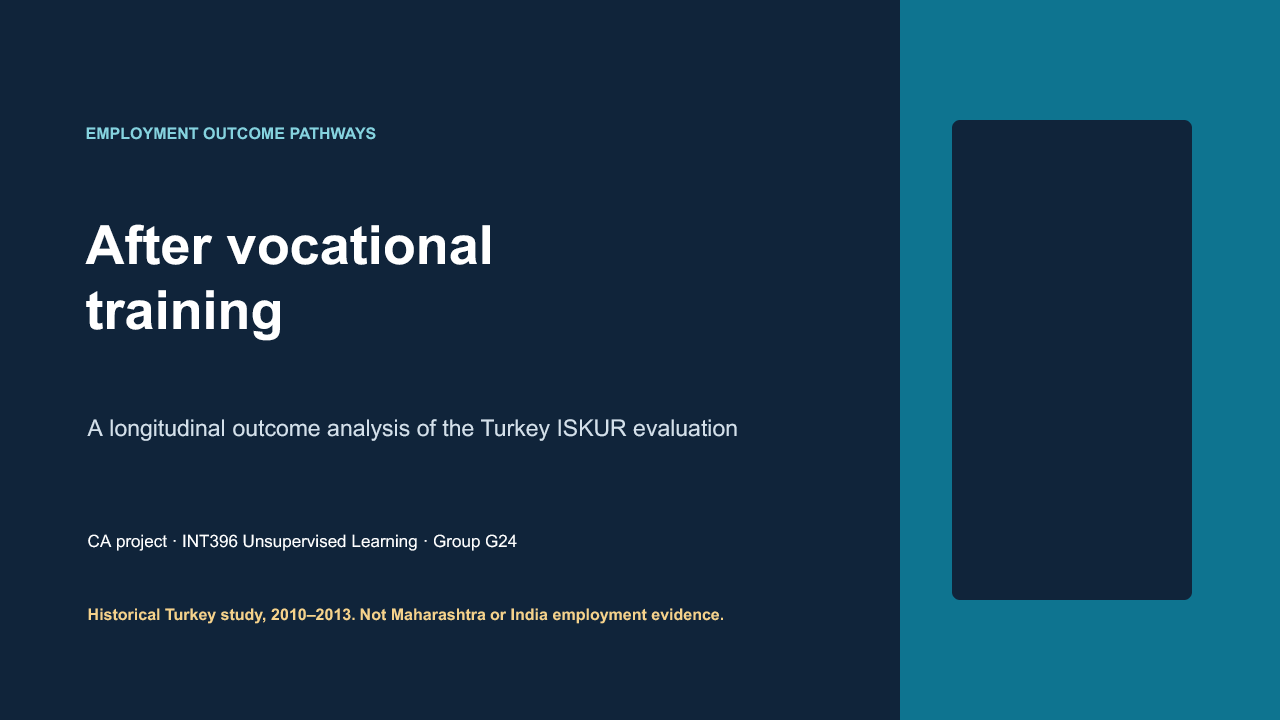 EMPLOYMENT OUTCOME PATHWAYS
After vocational
training
A longitudinal outcome analysis of the Turkey ISKUR evaluation
CA project · INT396 Unsupervised Learning · Group G24
Historical Turkey study, 2010–2013. Not Maharashtra or India employment evidence.